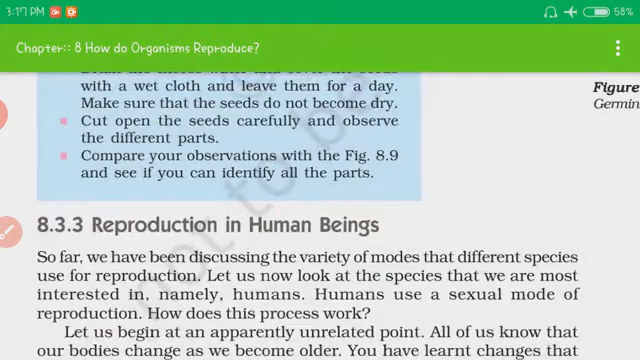 3:17 PM
58%
Chapter:: 8 How do Organisms Reproduce?
with a wet cloth and leave them for a day.
Make sure that the seeds do not become dry.
Cut open the seeds carefully and observe
the different parts.
Compare your observations with the Fig. 8.9
and see if you can identify all the parts.
Figure
Germin
8.3.3 Reproduction in Human Beings
So far, we have been discussing the variety of modes that different species
use for reproduction. Let us now look at the species that we are most
interested in, namely, humans. Humans use a sexual mode of
reproduction. How does this process work?
Let us begin at an apparently unrelated point. All of us know that
our bodies change as we become older. You have learnt changes that
not to be